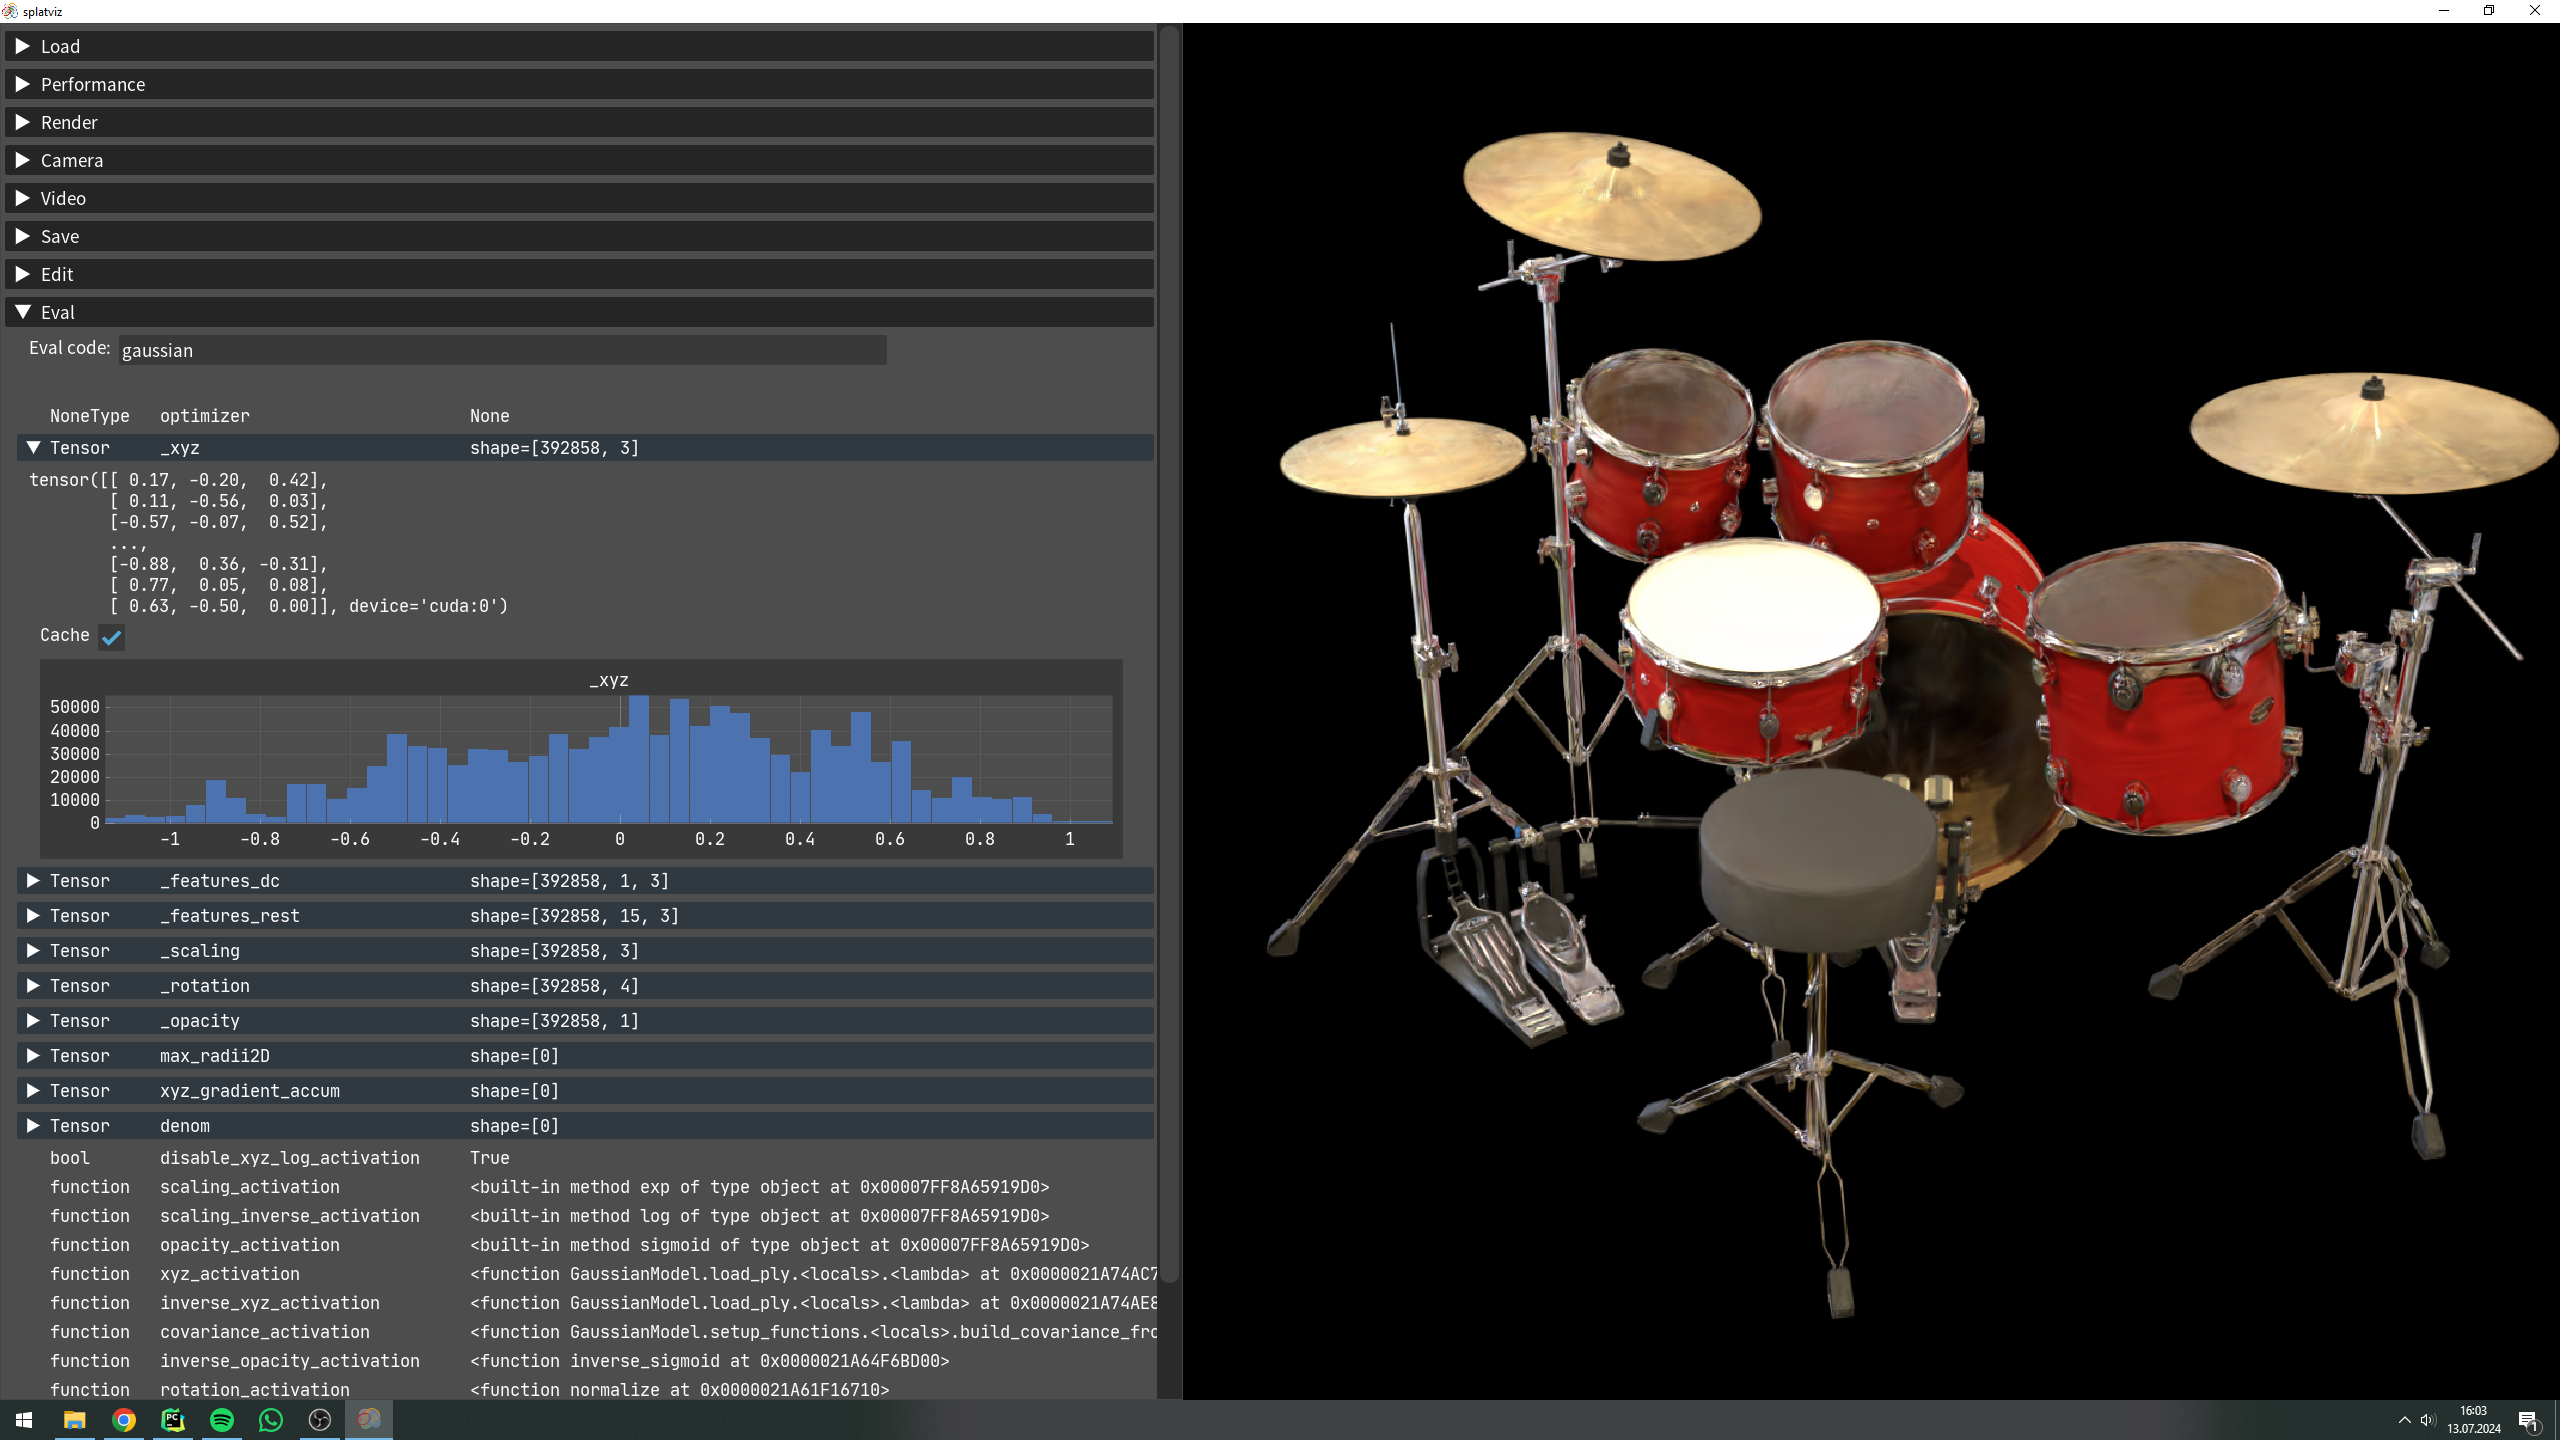 splatviz
Load
Performance
Render
Camera
Video
Save
Edit
Eval
Eval code: gaussian
NoneType optimizer None
Tensor _xyz shape=[392858, 3]
tensor([[ 0.17, -0.20,  0.42],
[ 0.11, -0.56,  0.03],
[-0.57, -0.07,  0.52],
...,
[-0.88,  0.36, -0.31],
[ 0.77,  0.05,  0.08],
[ 0.63, -0.50,  0.00]], device='cuda:0')
Cache
_xyz
50000
40000
30000
20000
10000
0
-1 -0.8 -0.6 -0.4 -0.2 0 0.2 0.4 0.6 0.8 1
Tensor _features_dc shape=[392858, 1, 3]
Tensor _features_rest shape=[392858, 15, 3]
Tensor _scaling shape=[392858, 3]
Tensor _rotation shape=[392858, 4]
Tensor _opacity shape=[392858, 1]
Tensor max_radii2D shape=[0]
Tensor xyz_gradient_accum shape=[0]
Tensor denom shape=[0]
bool disable_xyz_log_activation True
function scaling_activation <built-in method exp of type object at 0x00007FF8A65919D0>
function scaling_inverse_activation <built-in method log of type object at 0x00007FF8A65919D0>
function opacity_activation <built-in method sigmoid of type object at 0x00007FF8A65919D0>
function xyz_activation <function GaussianModel.load_ply.<locals>.<lambda> at 0x0000021A74AC7
function inverse_xyz_activation <function GaussianModel.load_ply.<locals>.<lambda> at 0x0000021A74AE8
function covariance_activation <function GaussianModel.setup_functions.<locals>.build_covariance_fro
function inverse_opacity_activation <function inverse_sigmoid at 0x0000021A64F6BD00>
function rotation_activation <function normalize at 0x0000021A61F16710>
PC
16:03
13.07.2024
1